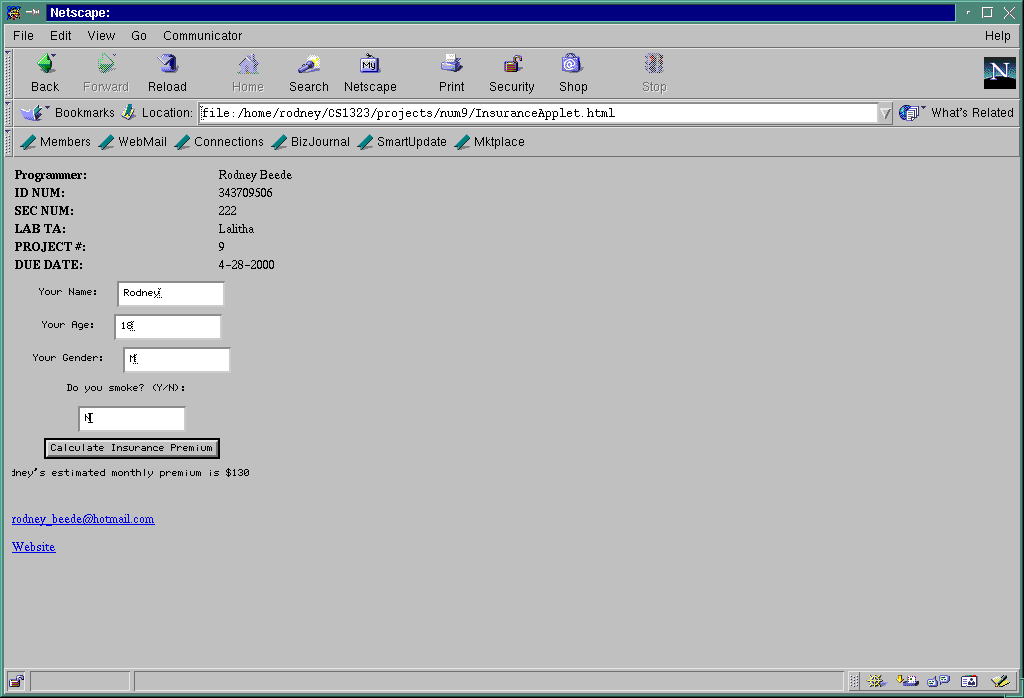 Netscape:
File Edit View Go Communicator Help
Back Forward Reload Home Search Netscape Print Security Shop Stop
My
N
Bookmarks Location: file:/home/rodney/CS1323/projects/num9/InsuranceApplet.html What's Related
Members WebMail Connections BizJournal SmartUpdate Mktplace
Programmer: Rodney Beede
ID NUM: 343709506
SEC NUM: 222
LAB TA: Lalitha
PROJECT #: 9
DUE DATE: 4-28-2000
Your Name: Rodney
Your Age: 18
Your Gender: M
Do you smoke? (Y/N):
N
Calculate Insurance Premium
dney's estimated monthly premium is $130
rodney_beede@hotmail.com
Website